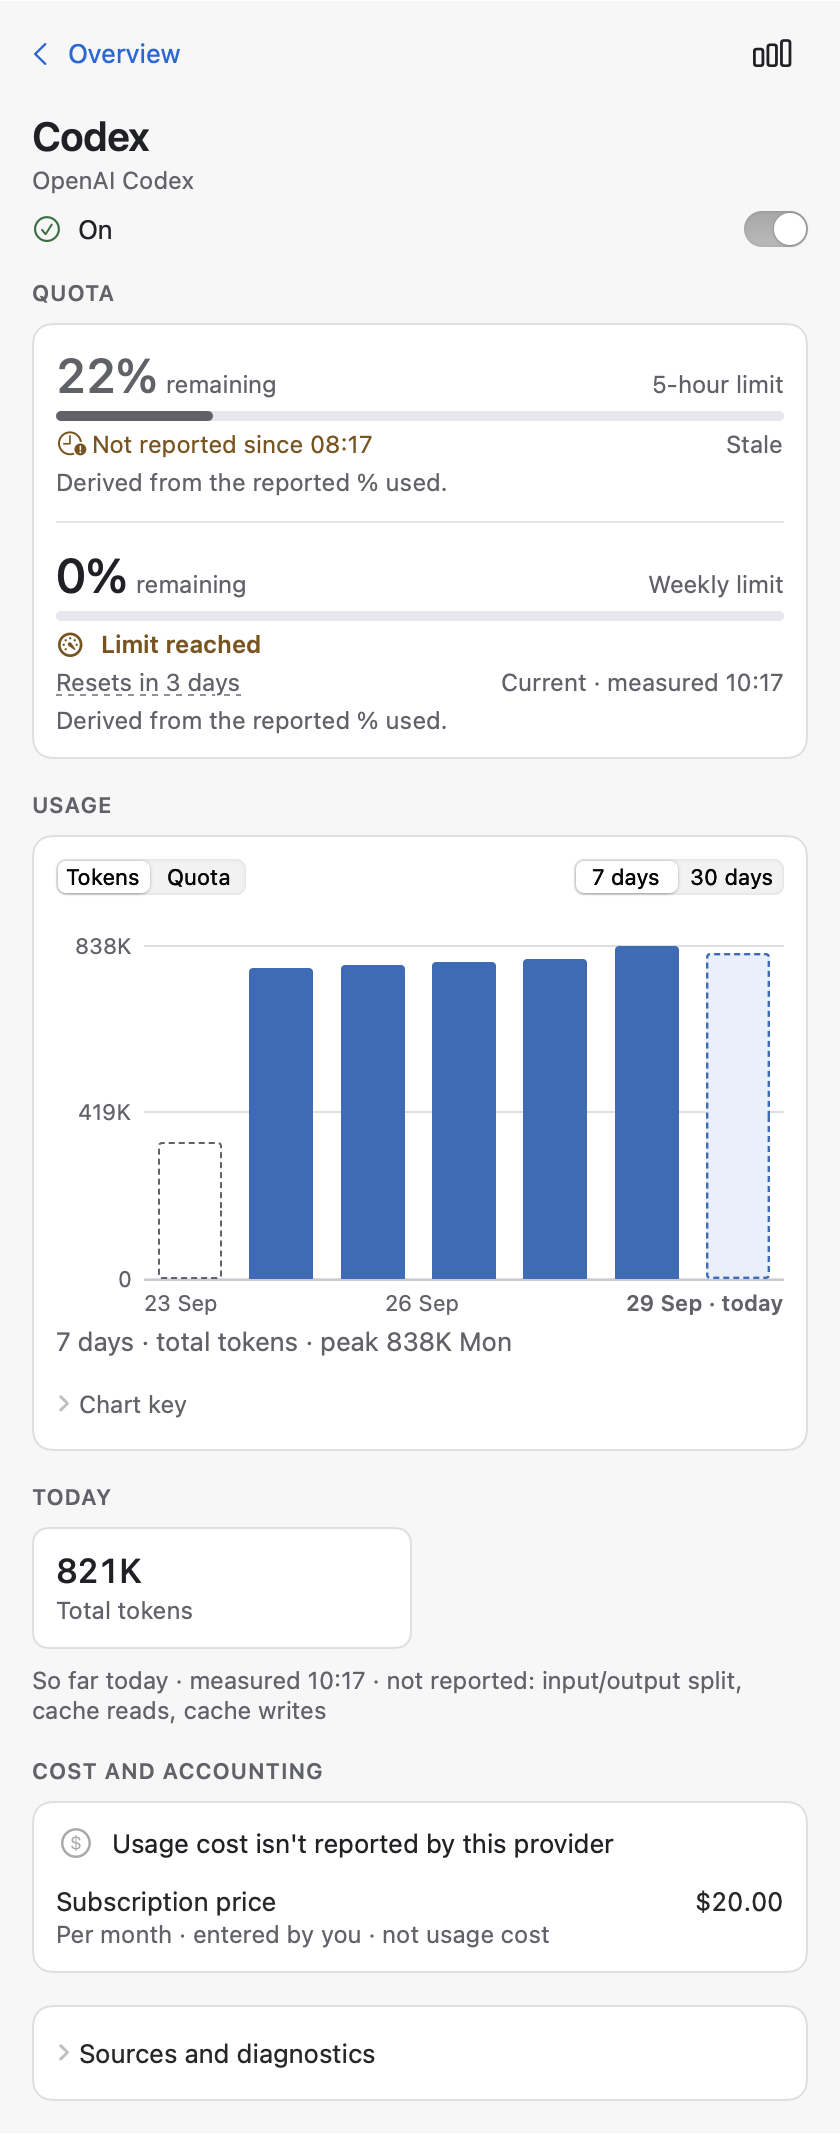 Overview
Codex
OpenAI Codex
On
QUOTA
22% remaining 5-hour limit
Not reported since 08:17 Stale
Derived from the reported % used.
0% remaining Weekly limit
Limit reached
Resets in 3 days Current · measured 10:17
Derived from the reported % used.
USAGE
Tokens Quota 7 days 30 days
838K
419K
0
23 Sep 26 Sep 29 Sep · today
7 days · total tokens · peak 838K Mon
Chart key
TODAY
821K
Total tokens
So far today · measured 10:17 · not reported: input/output split,
cache reads, cache writes
COST AND ACCOUNTING
$ Usage cost isn't reported by this provider
Subscription price $20.00
Per month · entered by you · not usage cost
Sources and diagnostics